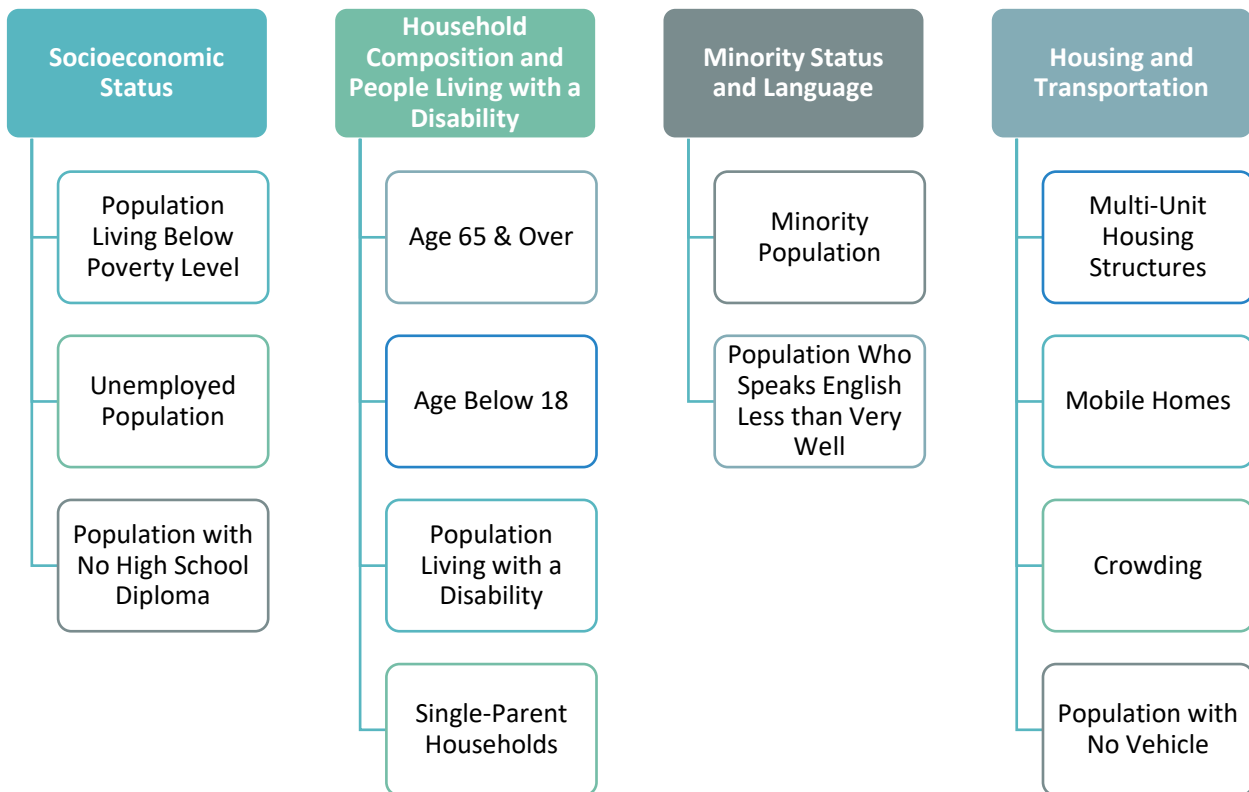 Socioeconomic
Status
Population
Living Below
Poverty Level
Unemployed
Population
Population with
No High School
Diploma
Household
Composition and
People Living with a
Disability
Age 65 & Over
Age Below 18
Population
Living with a
Disability
Single-Parent
Households
Minority Status
and Language
Minority
Population
Population Who
Speaks English
Less than Very
Well
Housing and
Transportation
Multi-Unit
Housing
Structures
Mobile Homes
Crowding
Population with
No Vehicle